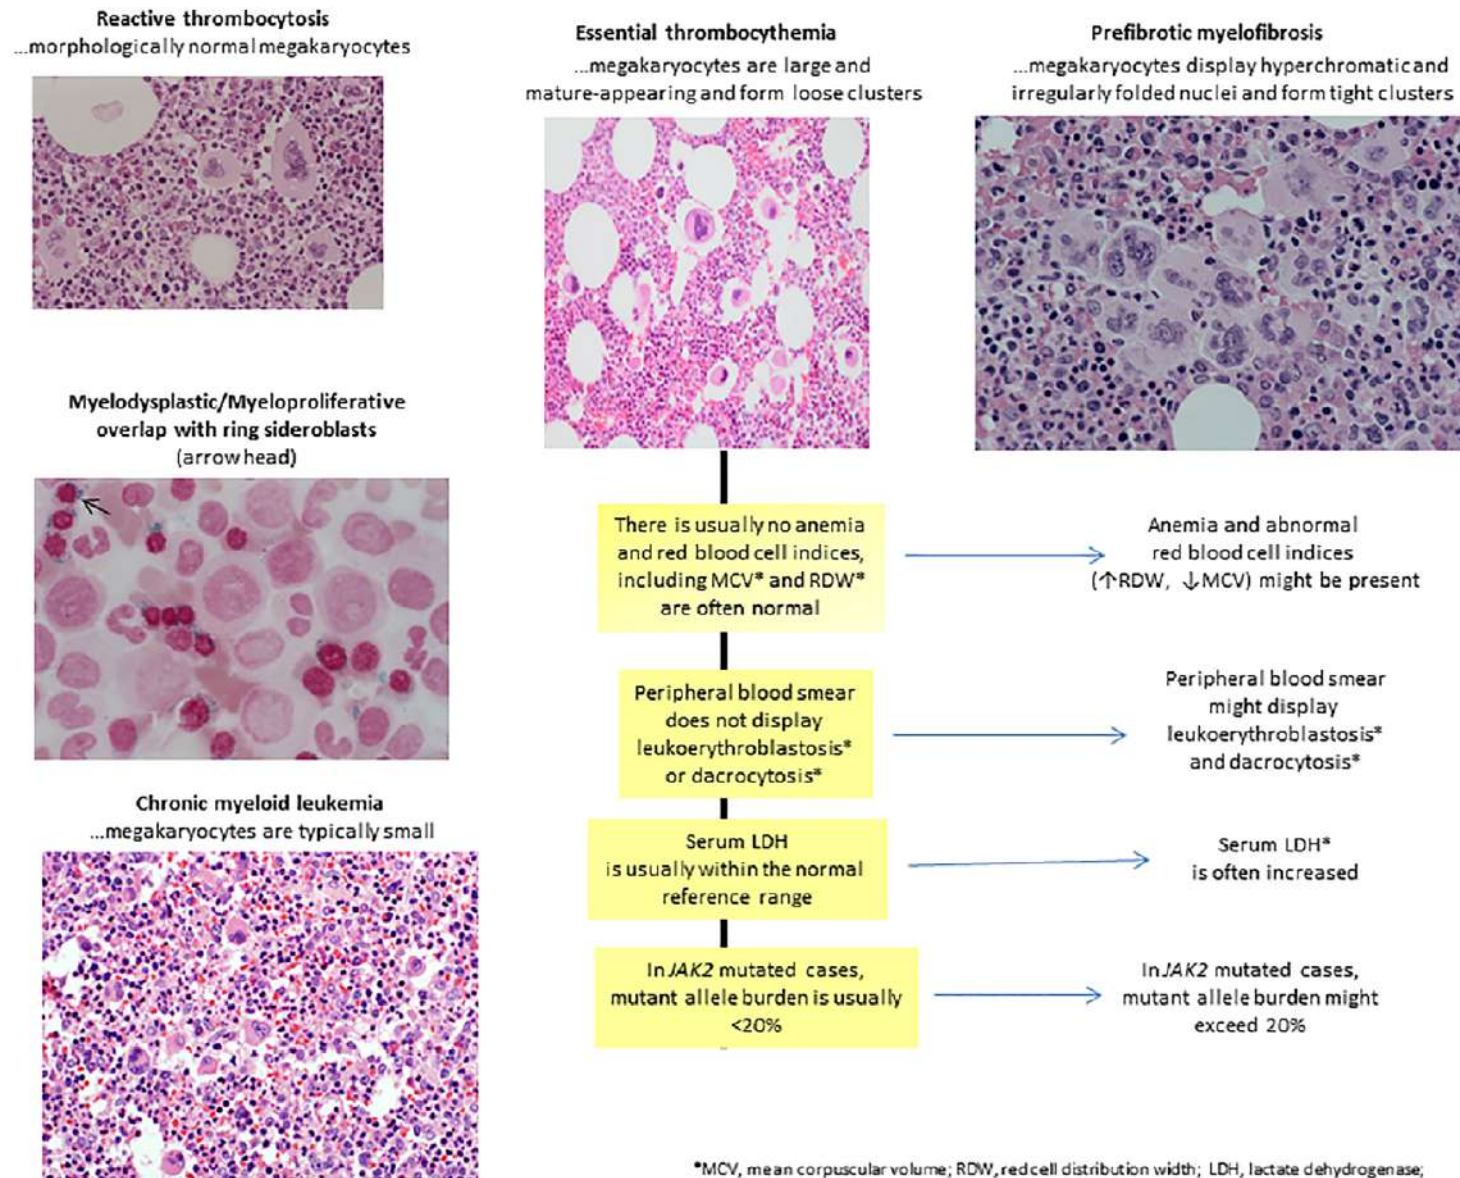 Reactive thrombocytosis
...morphologically normal megakaryocytes
Essential thrombocythemia
...megakaryocytes are large and
mature-appearing and form loose clusters
Prefibrotic myelofibrosis
...megakaryocytes display hyperchromatic and
irregularly folded nuclei and form tight clusters
Myelodysplastic/Myeloproliferative
overlap with ring sideroblasts
(arrow head)
Chronic myeloid leukemia
...megakaryocytes are typically small
There is usually no anemia
and red blood cell indices,
including MCV* and RDW*
are often normal
Anemia and abnormal
red blood cell indices
(↑RDW, ↓MCV) might be present
Peripheral blood smear
does not display
leukoerythroblastosis*
or dacrocytosis*
Peripheral blood smear
might display
leukoerythroblastosis*
and dacrocytosis*
Serum LDH
is usually within the normal
reference range
Serum LDH*
is often increased
In JAK2 mutated cases,
mutant allele burden is usually
<20%
In JAK2 mutated cases,
mutant allele burden might
exceed 20%
*MCV, mean corpuscular volume; RDW, red cell distribution width; LDH, lactate dehydrogenase;